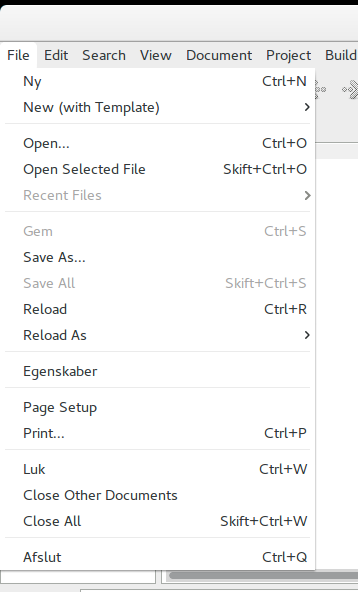 File Edit Search View Document Project Build
Ny Ctrl+N
New (with Template)
Open... Ctrl+O
Open Selected File Skift+Ctrl+O
Recent Files
Gem Ctrl+S
Save As...
Save All Skift+Ctrl+S
Reload Ctrl+R
Reload As
Egenskaber
Page Setup
Print... Ctrl+P
Luk Ctrl+W
Close Other Documents
Close All Skift+Ctrl+W
Afslut Ctrl+Q